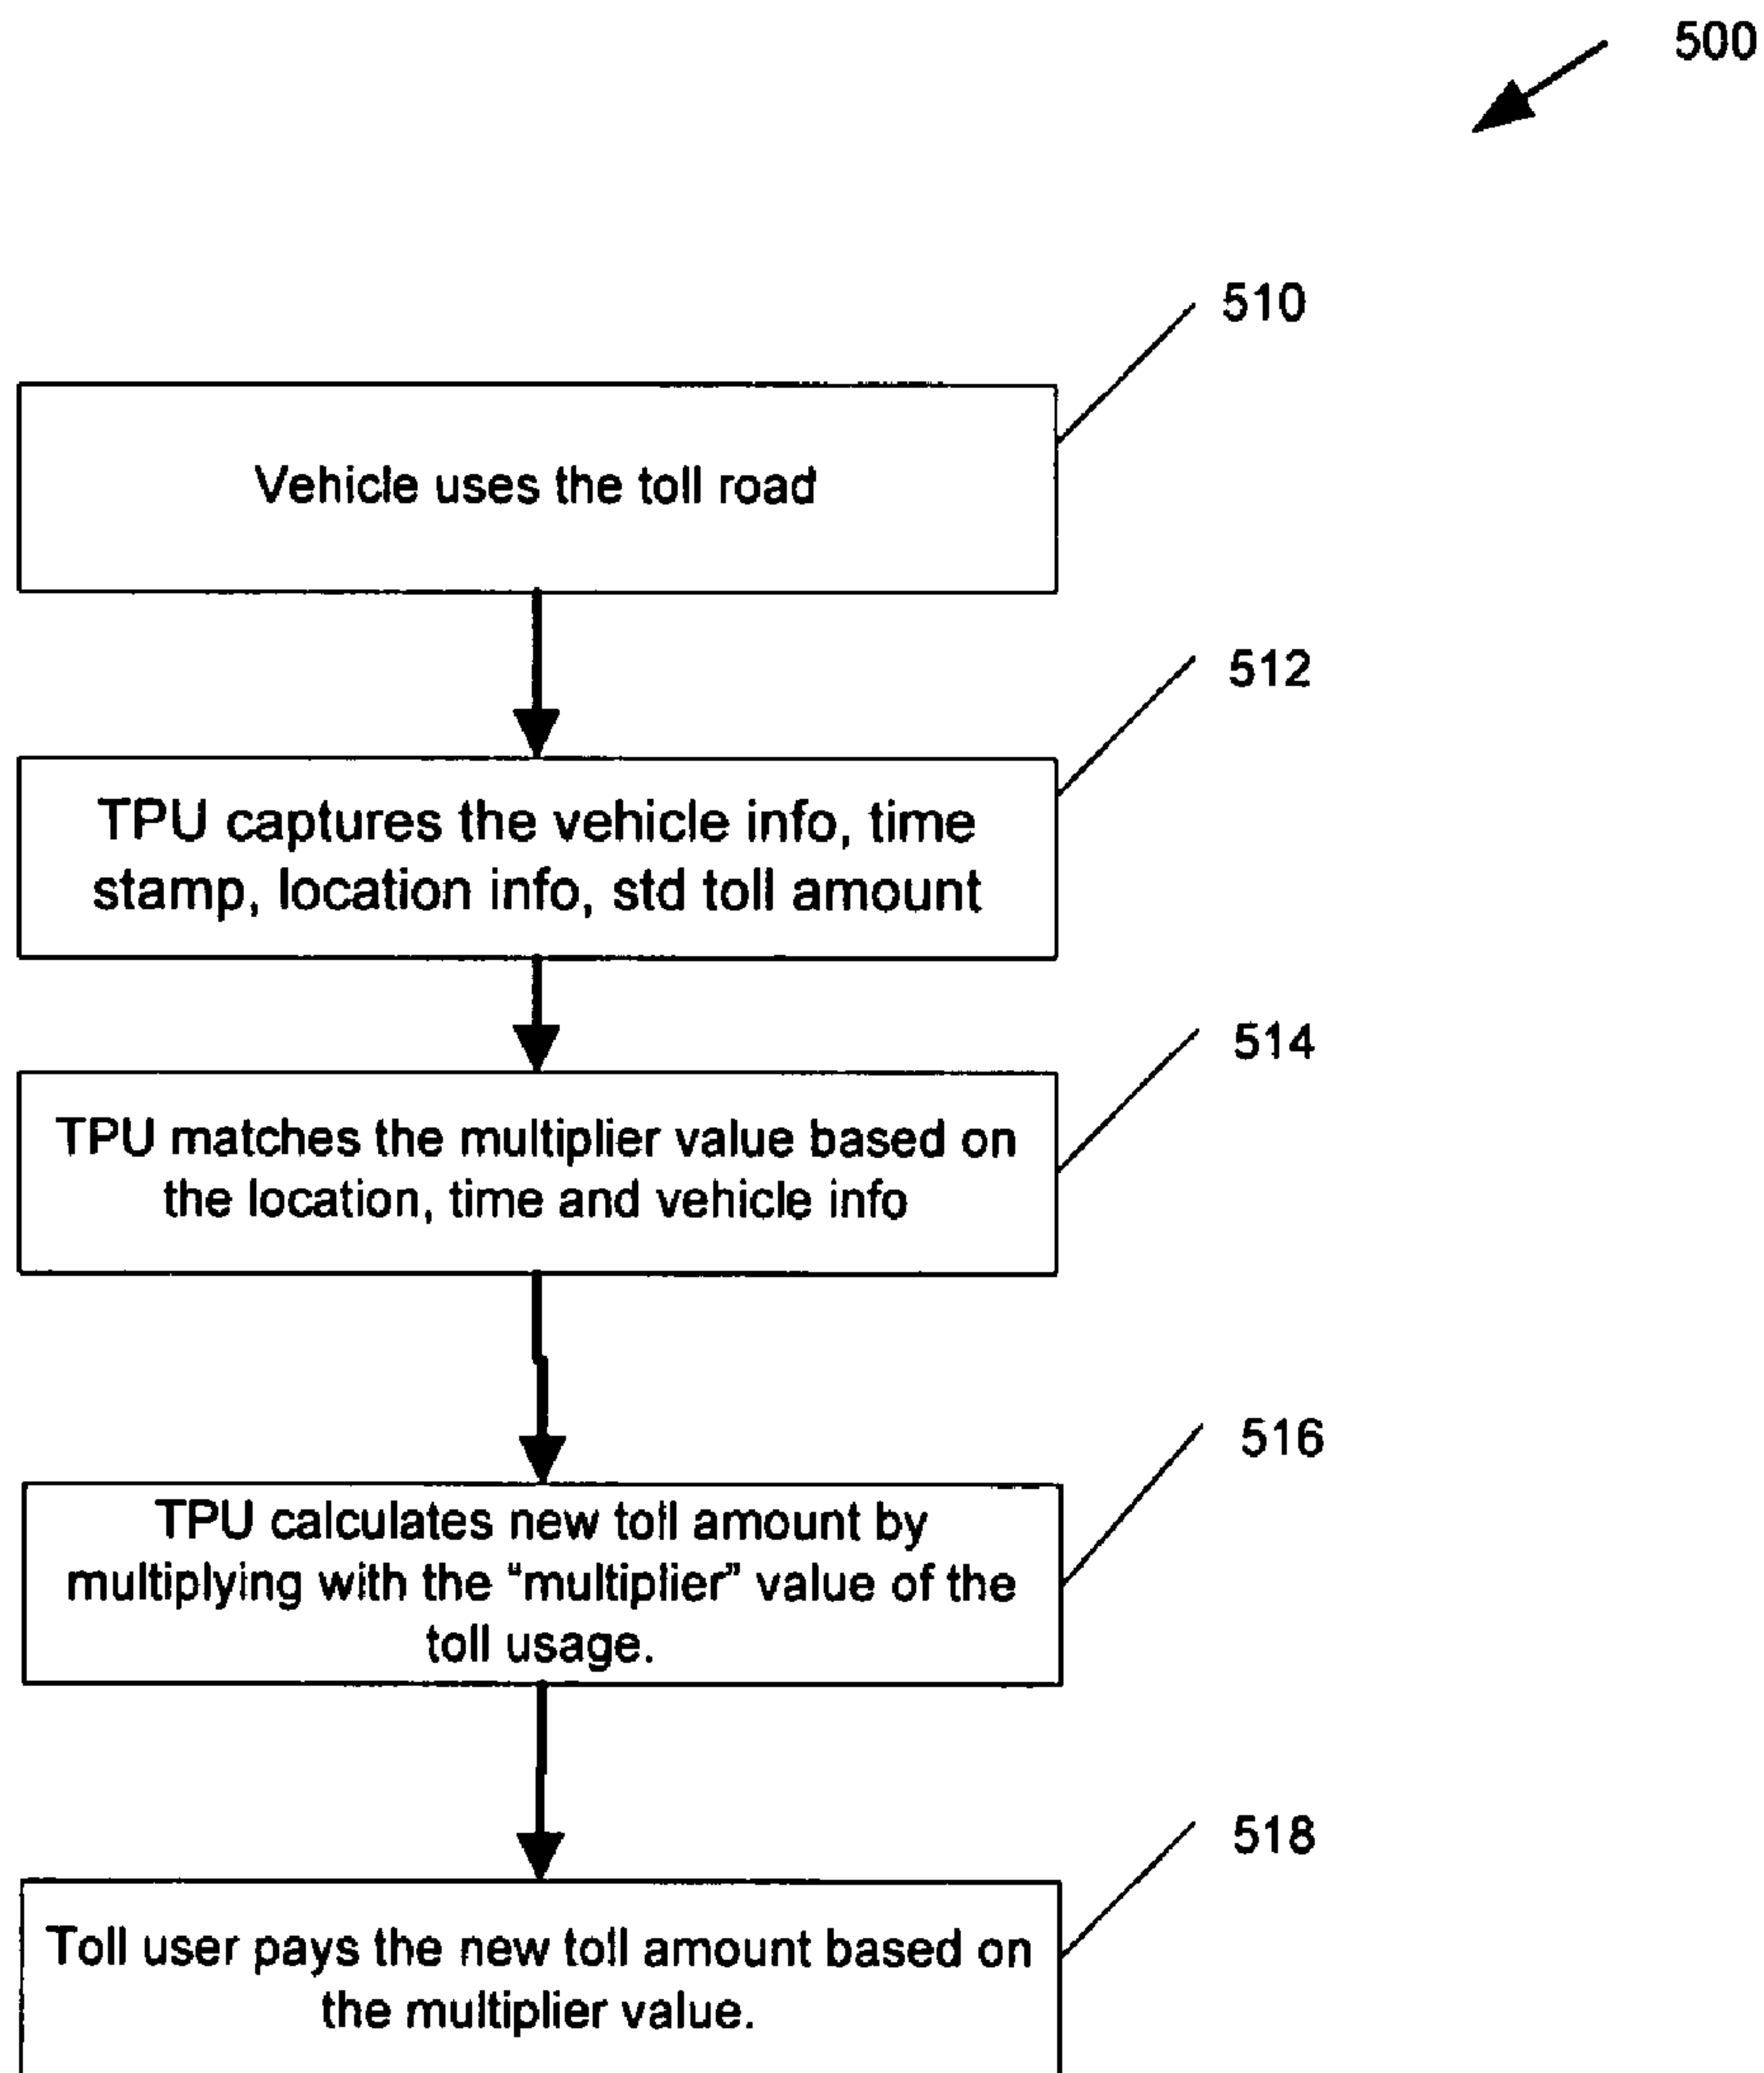 500
510
Vehicle uses the toll road
512
TPU captures the vehicle info, time
stamp, location info, std toll amount
514
TPU matches the multiplier value based on
the location, time and vehicle info
516
TPU calculates new toll amount by
multiplying with the "multiplier" value of the
toll usage.
518
Toll user pays the new toll amount based on
the multiplier value.